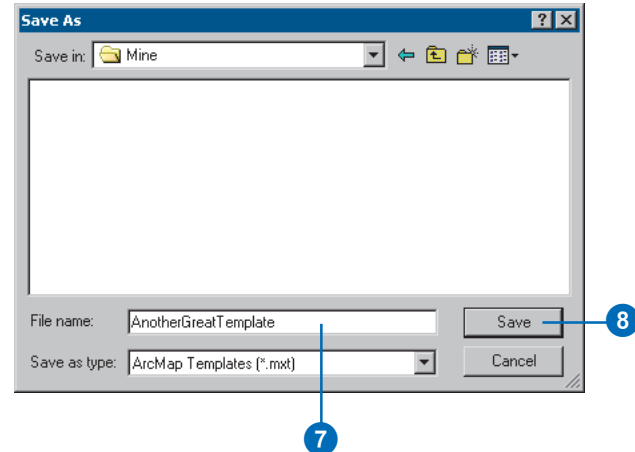 Save As
Save in: Mine
File name: AnotherGreatTemplate Save 8
Save as type: ArcMap Templates (*.mxt) Cancel
7